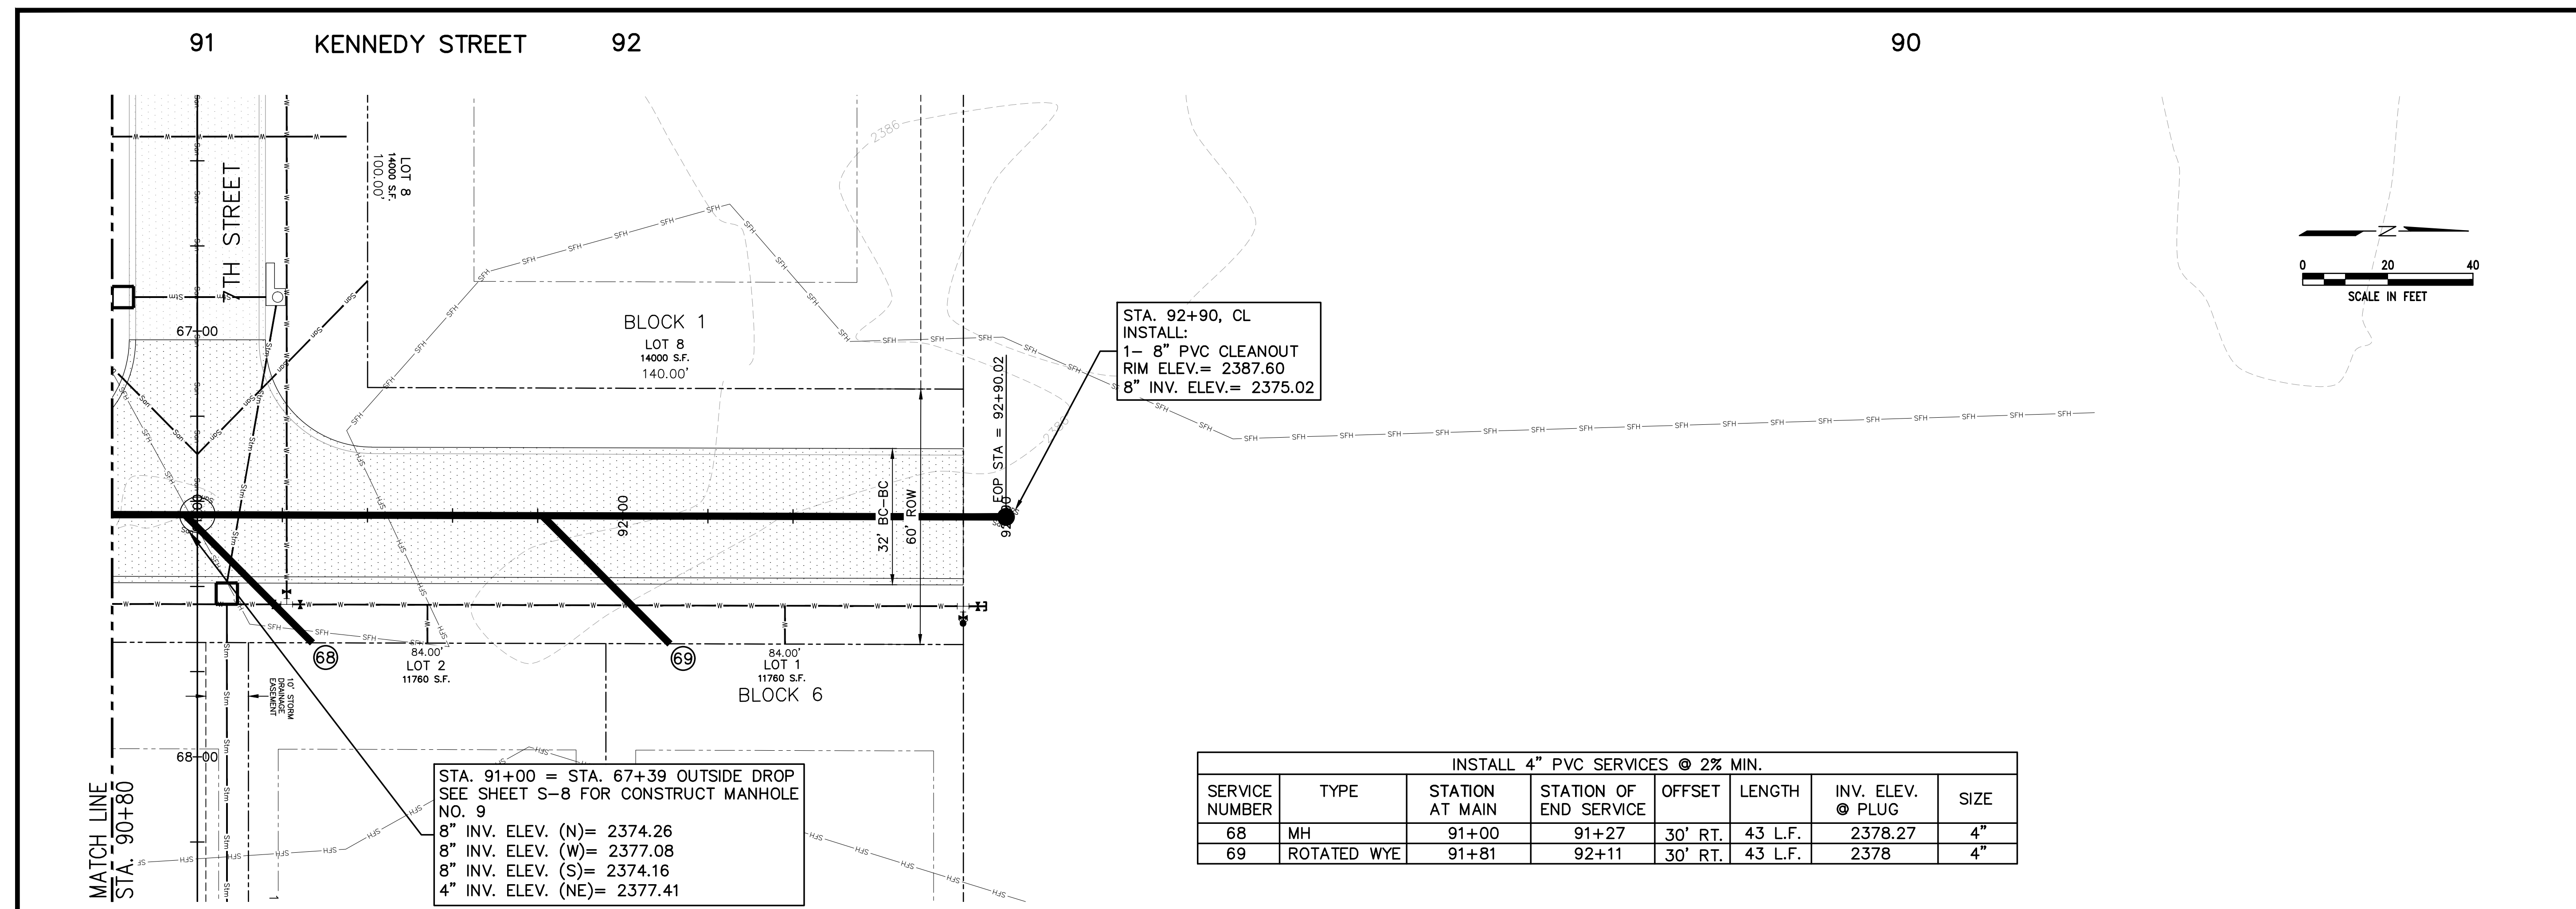 91 KENNEDY STREET 92 90
2386
LOT 8
14000 S.F.
100.00'
7TH STREET
67+00
BLOCK 1
LOT 8
14000 S.F.
140.00'
STA. 92+90, CL
INSTALL:
1- 8" PVC CLEANOUT
RIM ELEV.= 2387.60
8" INV. ELEV.= 2375.02
N
0 20 40
SCALE IN FEET
EOP STA = 92+90.02
92+00
32' BC-BC
60' ROW
68
84.00'
LOT 2
11760 S.F.
69
84.00'
LOT 1
11760 S.F.
BLOCK 6
10' STORM
DRAINAGE
EASEMENT
68+00
MATCH LINE
STA. 90+80
STA. 91+00 = STA. 67+39 OUTSIDE DROP
SEE SHEET S-8 FOR CONSTRUCT MANHOLE
NO. 9
8" INV. ELEV. (N)= 2374.26
8" INV. ELEV. (W)= 2377.08
8" INV. ELEV. (S)= 2374.16
4" INV. ELEV. (NE)= 2377.41
INSTALL 4" PVC SERVICES @ 2% MIN.
SERVICE NUMBER TYPE STATION AT MAIN STATION OF END SERVICE OFFSET LENGTH INV. ELEV. @ PLUG SIZE
68 MH 91+00 91+27 30' RT. 43 L.F. 2378.27 4"
69 ROTATED WYE 91+81 92+11 30' RT. 43 L.F. 2378 4"
W
San
Stm
SFH